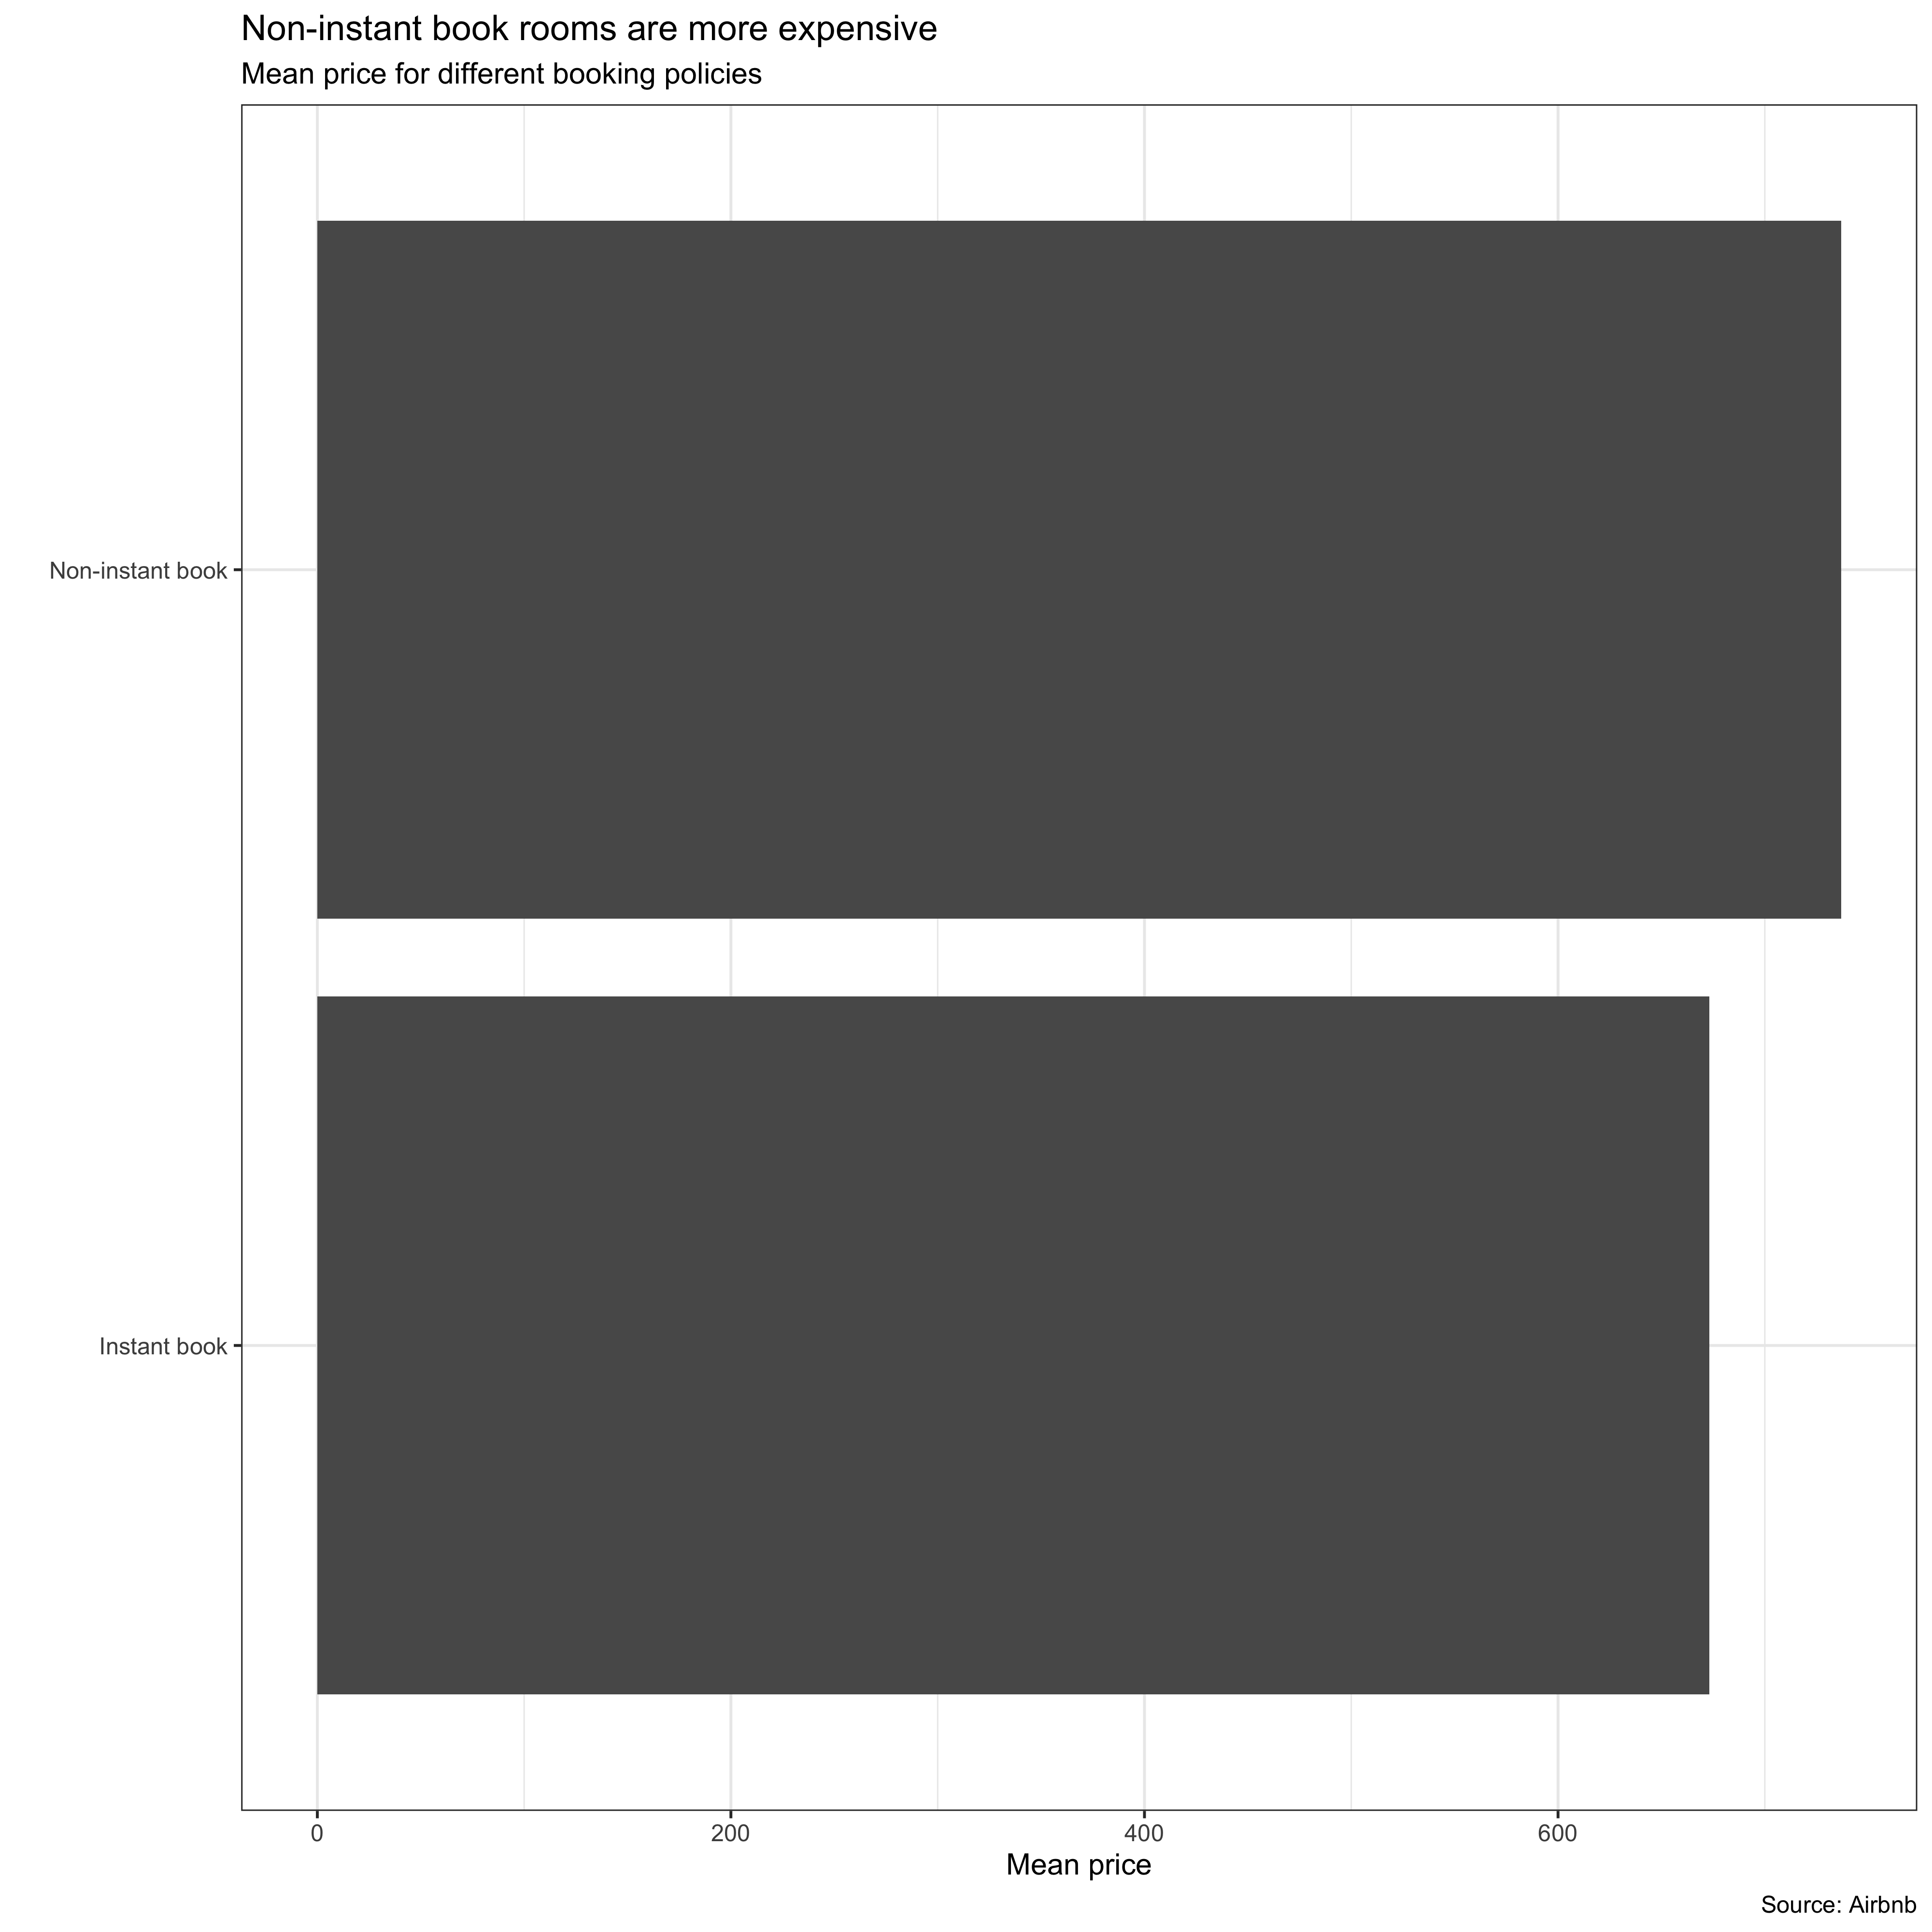 Non-instant book rooms are more expensive
Mean price for different booking policies
Non-instant book
Instant book
0 200 400 600
Mean price
Source: Airbnb